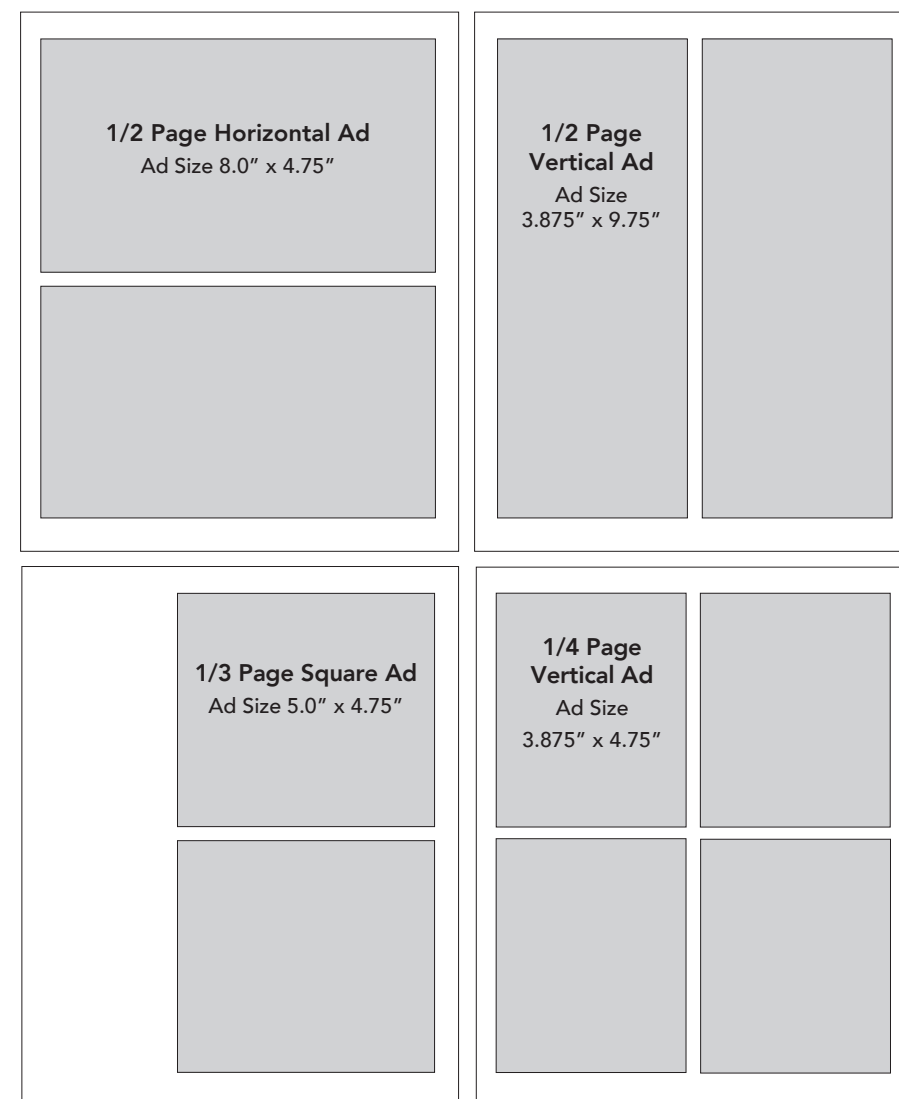 1/2 Page Horizontal Ad
Ad Size 8.0” x 4.75”
1/2 Page
Vertical Ad
Ad Size
3.875” x 9.75”
1/3 Page Square Ad
Ad Size 5.0” x 4.75”
1/4 Page
Vertical Ad
Ad Size
3.875” x 4.75”